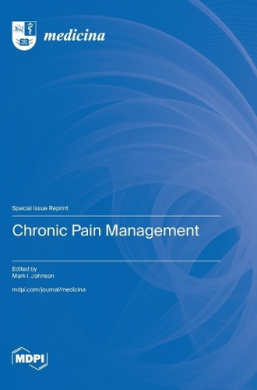 medicina
Special Issue Reprint
Chronic Pain Management
Edited by
Mark I. Johnson
mdpi.com/journal/medicina
MDPI